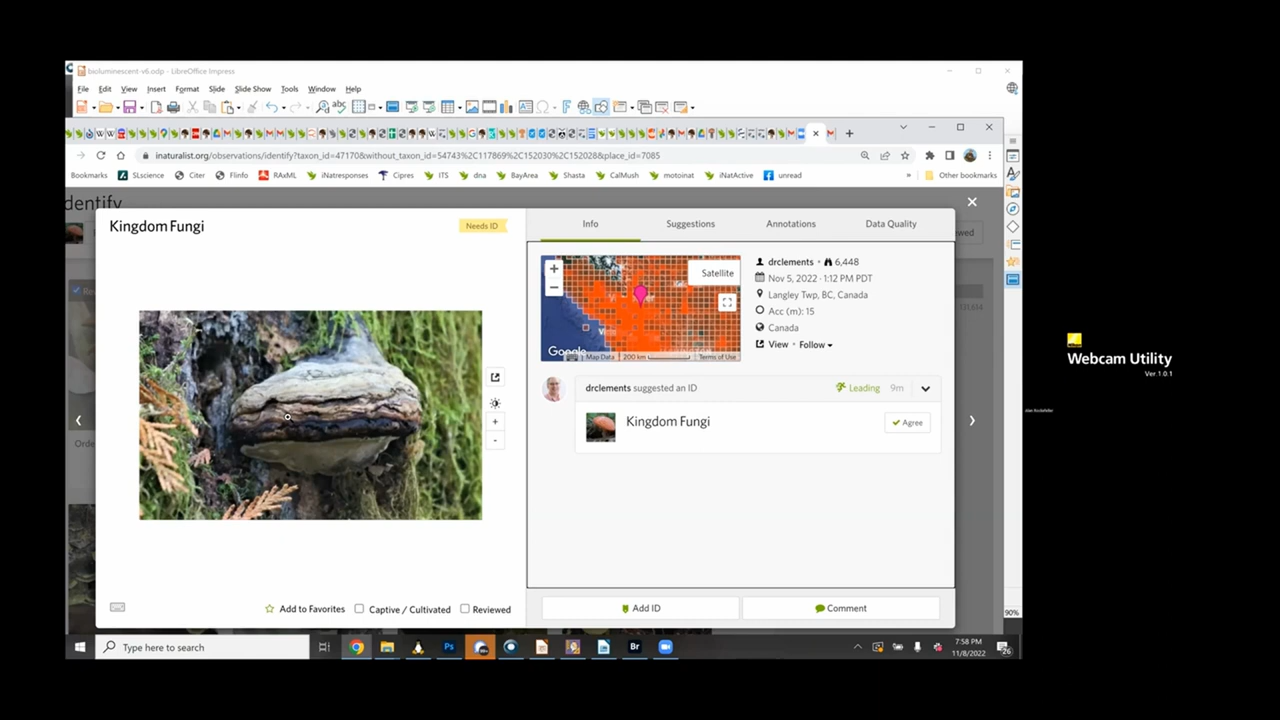 bioluminescent-v6.odp - LibreOffice Impress
File Edit View Insert Format Slide Slide Show Tools Window Help
inaturalist.org/observations/identify?taxon_id=47170&without_taxon_id=54743%2C117869%2C152030%2C152028&place_id=7085
Bookmarks SLscience Citer Flinfo RAxML iNatresponses Cipres ITS dna BayArea Shasta CalMush motoinat iNatActive unread » Other bookmarks
dentify
Kingdom Fungi
Needs ID
Info Suggestions Annotations Data Quality
Satellite
Google
Map Data 200 km Terms of Use
drclements · 6,448
Nov 5, 2022 · 1:12 PM PDT
Langley Twp, BC, Canada
Acc (m): 15
Canada
View · Follow
drclements suggested an ID
Leading 9m
Kingdom Fungi
Agree
Add to Favorites Captive / Cultivated Reviewed
Add ID
Comment
90%
Type here to search
Ps
Br
7:58 PM
11/8/2022
26
Webcam Utility
Ver 1.0.1